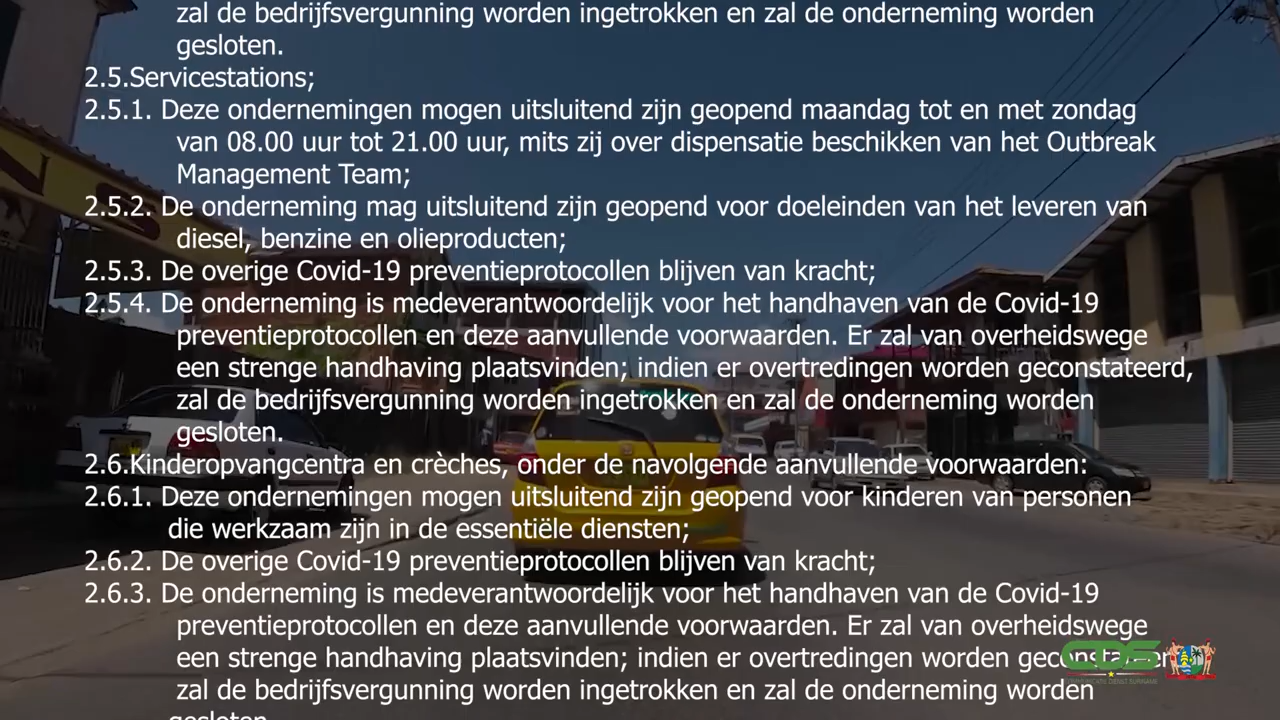 zal de bedrijfsvergunning worden ingetrokken en zal de onderneming worden
gesloten.
2.5.Servicestations;
2.5.1. Deze ondernemingen mogen uitsluitend zijn geopend maandag tot en met zondag
van 08.00 uur tot 21.00 uur, mits zij over dispensatie beschikken van het Outbreak
Management Team;
2.5.2. De onderneming mag uitsluitend zijn geopend voor doeleinden van het leveren van
diesel, benzine en olieproducten;
2.5.3. De overige Covid-19 preventieprotocollen blijven van kracht;
2.5.4. De onderneming is medeverantwoordelijk voor het handhaven van de Covid-19
preventieprotocollen en deze aanvullende voorwaarden. Er zal van overheidswege
een strenge handhaving plaatsvinden; indien er overtredingen worden geconstateerd,
zal de bedrijfsvergunning worden ingetrokken en zal de onderneming worden
gesloten.
2.6.Kinderopvangcentra en crèches, onder de navolgende aanvullende voorwaarden:
2.6.1. Deze ondernemingen mogen uitsluitend zijn geopend voor kinderen van personen
die werkzaam zijn in de essentiële diensten;
2.6.2. De overige Covid-19 preventieprotocollen blijven van kracht;
2.6.3. De onderneming is medeverantwoordelijk voor het handhaven van de Covid-19
preventieprotocollen en deze aanvullende voorwaarden. Er zal van overheidswege
een strenge handhaving plaatsvinden; indien er overtredingen worden
zal de bedrijfsvergunning worden ingetrokken en zal de onderneming worden
gesloten.
CDS